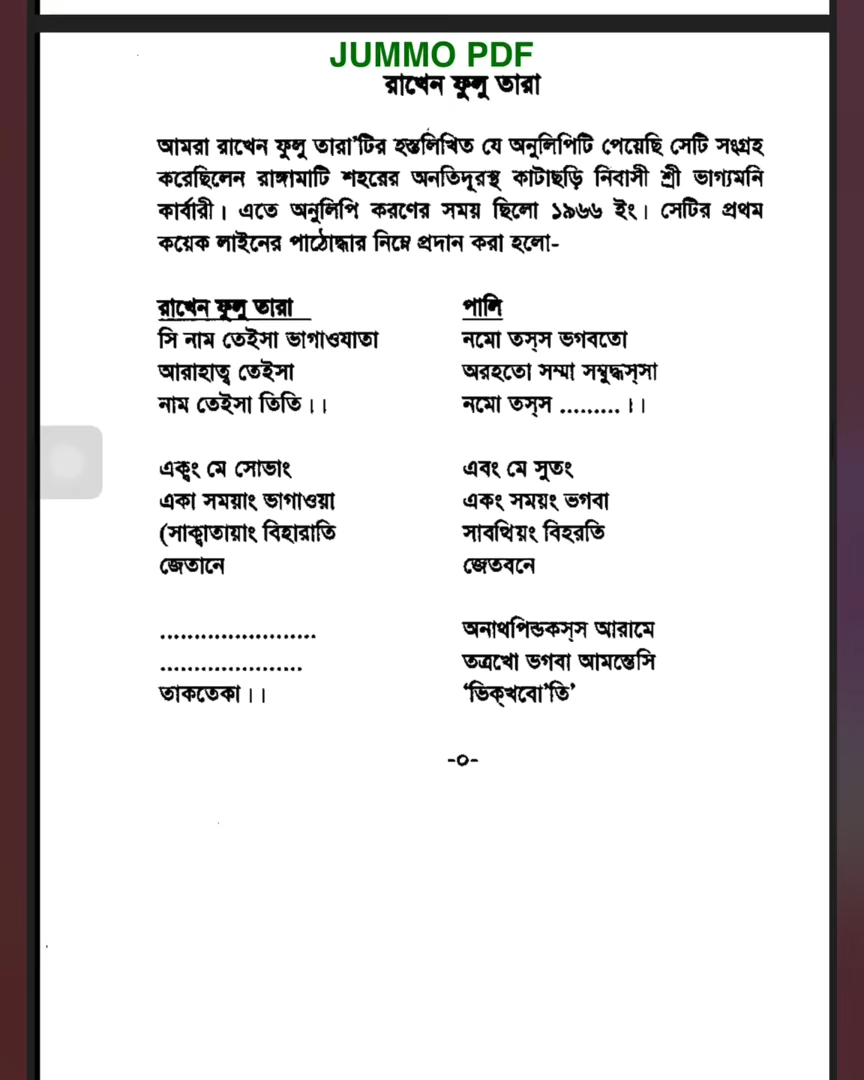 JUMMO PDF
রাখেন ফুলু তারা
আমরা রাখেন ফুলু তারা'টির হস্তলিখিত যে অনুলিপিটি পেয়েছি সেটি সংগ্রহ
করেছিলেন রাঙ্গামাটি শহরের অনতিদূরস্থ কাটাছড়ি নিবাসী শ্রী ভাগ্যমনি
কার্বারী। এতে অনুলিপি করণের সময় ছিলো ১৯৬৬ ইং। সেটির প্রথম
কয়েক লাইনের পাঠোদ্ধার নিম্নে প্রদান করা হলো-
রাখেন ফুলু তারা পালি
সি নাম তেইসা ভাগাওযাতা নমো তস্স ভগবতো
আরাহাত্ব তেইসা অরহতো সম্মা সম্বুদ্ধস্সা
নাম তেইসা তিতি।। নমো তস্স .........।।
এক্বং মে সোভাং এবং মে সুতং
একা সময়াং ভাগাওয়া একং সময়ং ভগবা
(সাক্বাতায়াং বিহারাতি সাবত্থিয়ং বিহরতি
জেতানে জেতবনে
....................... অনাথপিন্ডকস্স আরামে
..................... তত্রখো ভগবা আমন্তেসি
তাকতেকা।। 'ভিক্খবো'তি'
-০-